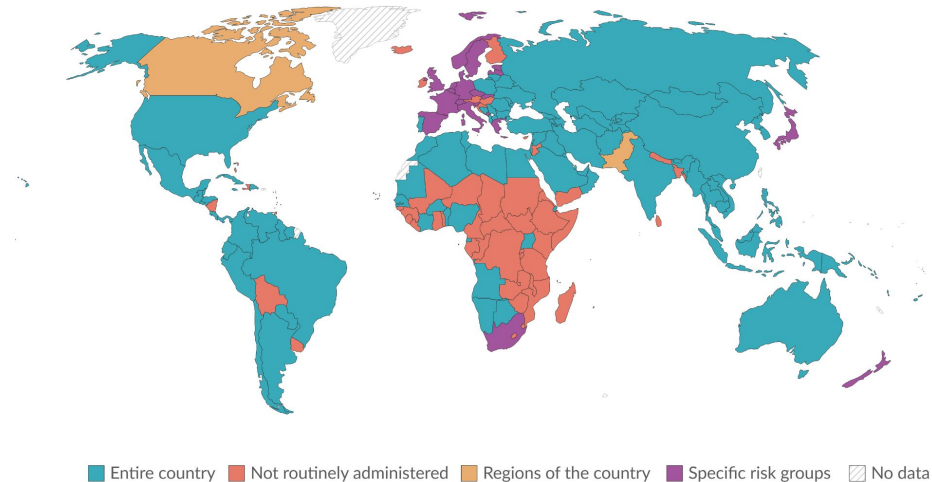 Entire country Not routinely administered Regions of the country Specific risk groups No data